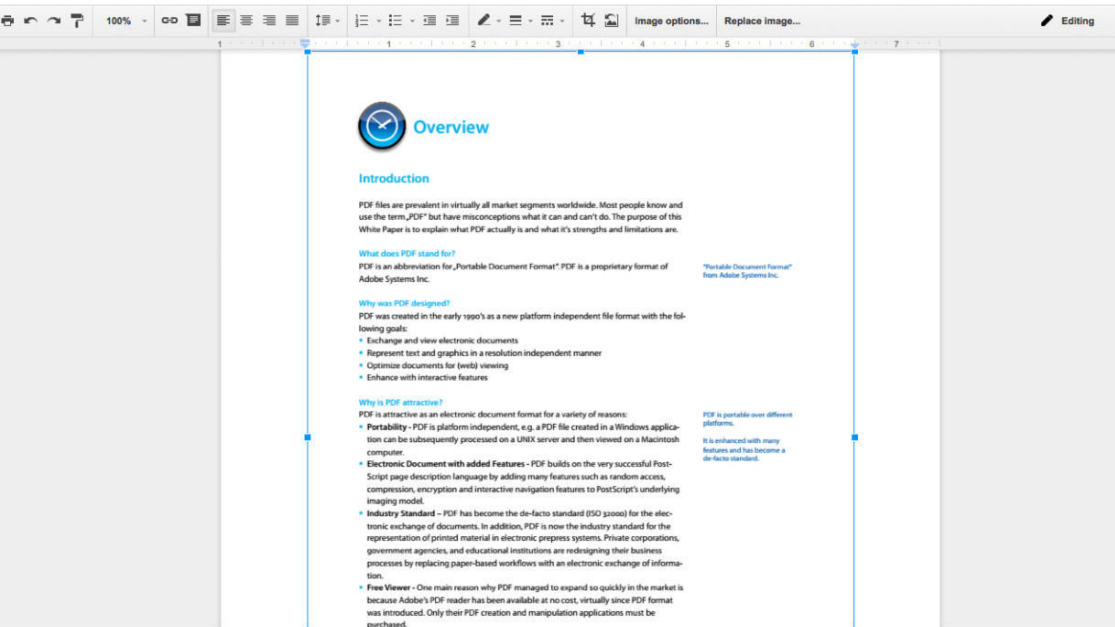 100% Image options... Replace image... Editing
1 1 2 3 4 5 6 7
Overview
Introduction
PDF files are prevalent in virtually all market segments worldwide. Most people know and
use the term „PDF" but have misconceptions what it can and can't do. The purpose of this
White Paper is to explain what PDF actually is and what it's strengths and limitations are.
What does PDF stand for?
PDF is an abbreviation for „Portable Document Format". PDF is a proprietary format of
Adobe Systems Inc.
"Portable Document Format"
from Adobe Systems Inc.
Why was PDF designed?
PDF was created in the early 1990's as a new platform independent file format with the fol-
lowing goals:
• Exchange and view electronic documents
• Represent text and graphics in a resolution independent manner
• Optimize documents for (web) viewing
• Enhance with interactive features
Why is PDF attractive?
PDF is attractive as an electronic document format for a variety of reasons:
• Portability - PDF is platform independent, e.g. a PDF file created in a Windows applica-
tion can be subsequently processed on a UNIX server and then viewed on a Macintosh
computer.
• Electronic Document with added Features - PDF builds on the very successful Post-
Script page description language by adding many features such as random access,
compression, encryption and interactive navigation features to PostScript's underlying
imaging model.
• Industry Standard – PDF has become the de-facto standard (ISO 32000) for the elec-
tronic exchange of documents. In addition, PDF is now the industry standard for the
representation of printed material in electronic prepress systems. Private corporations,
government agencies, and educational institutions are redesigning their business
processes by replacing paper-based workflows with an electronic exchange of informa-
tion.
• Free Viewer - One main reason why PDF managed to expand so quickly in the market is
because Adobe's PDF reader has been available at no cost, virtually since PDF format
was introduced. Only their PDF creation and manipulation applications must be
purchased.
PDF is portable over different
platforms.
It is enhanced with many
features and has become a
de-facto standard.